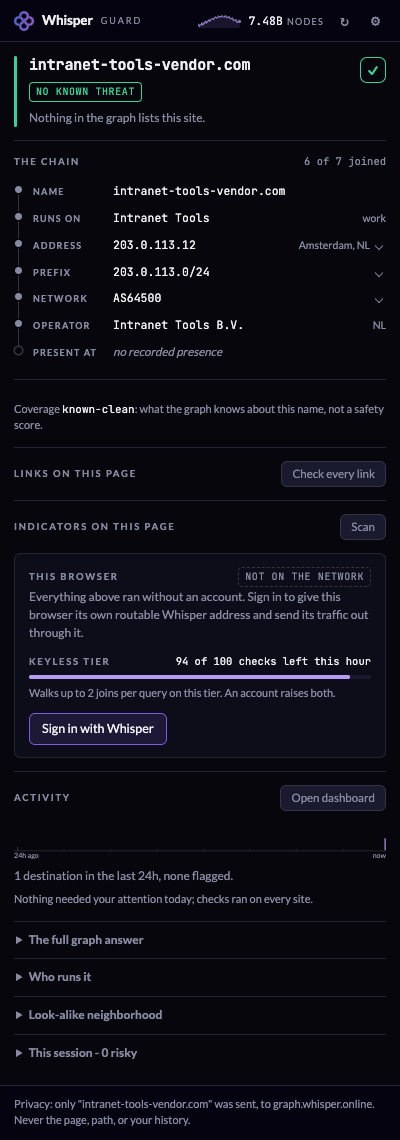 Whisper GUARD 7.48B NODES
intranet-tools-vendor.com
NO KNOWN THREAT
Nothing in the graph lists this site.
THE CHAIN 6 of 7 joined
NAME intranet-tools-vendor.com
RUNS ON Intranet Tools work
ADDRESS 203.0.113.12 Amsterdam, NL
PREFIX 203.0.113.0/24
NETWORK AS64500
OPERATOR Intranet Tools B.V. NL
PRESENT AT no recorded presence
Coverage known-clean: what the graph knows about this name, not a safety
score.
LINKS ON THIS PAGE Check every link
INDICATORS ON THIS PAGE Scan
THIS BROWSER NOT ON THE NETWORK
Everything above ran without an account. Sign in to give this
browser its own routable Whisper address and send its traffic out
through it.
KEYLESS TIER 94 of 100 checks left this hour
Walks up to 2 joins per query on this tier. An account raises both.
Sign in with Whisper
ACTIVITY Open dashboard
24h ago now
1 destination in the last 24h, none flagged.
Nothing needed your attention today; checks ran on every site.
The full graph answer
Who runs it
Look-alike neighborhood
This session - 0 risky
Privacy: only "intranet-tools-vendor.com" was sent, to graph.whisper.online.
Never the page, path, or your history.